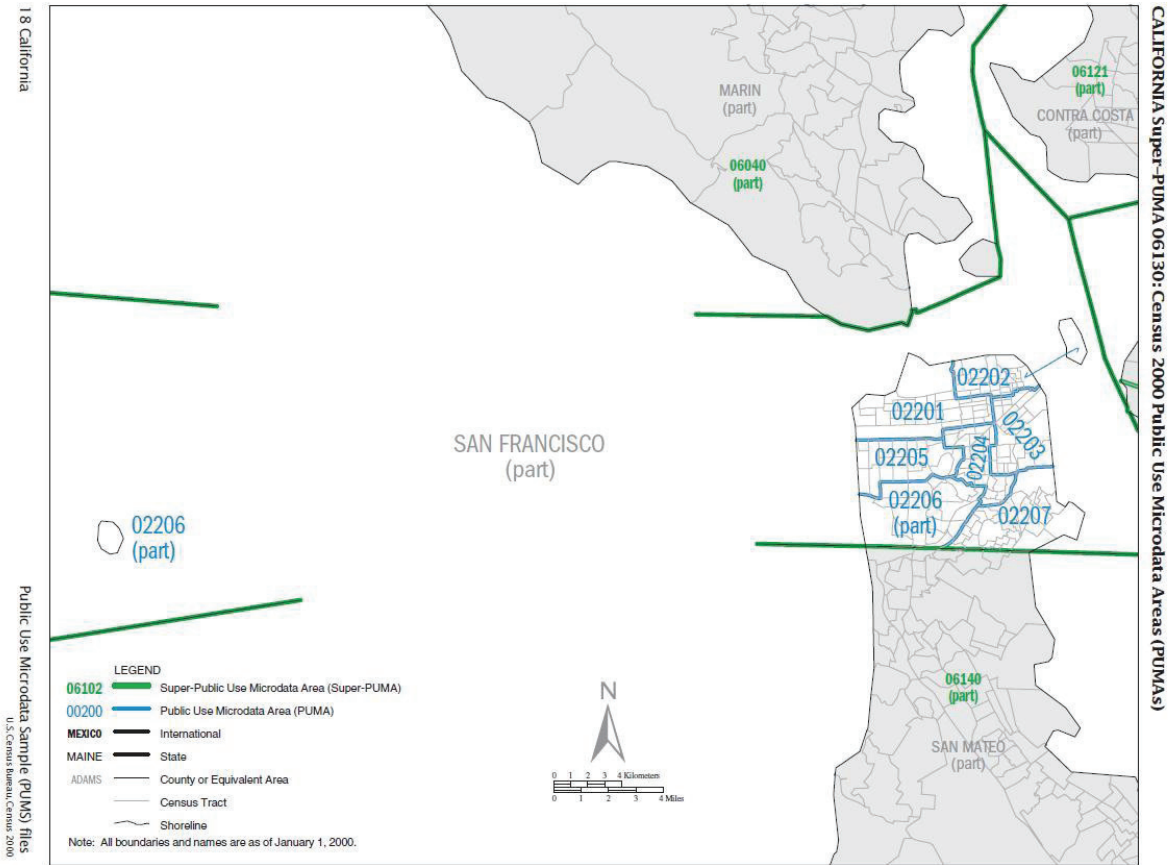 CALIFORNIA Super–PUMA 06130: Census 2000 Public Use Microdata Areas (PUMAs)
MARIN
(part)
06040
(part)
06121
(part)
CONTRA COSTA
(part)
02202
02201
02203
02204
02205
02206
(part)
02207
SAN FRANCISCO
(part)
02206
(part)
06140
(part)
SAN MATEO
(part)
LEGEND
06102 Super-Public Use Microdata Area (Super-PUMA)
00200 Public Use Microdata Area (PUMA)
MEXICO International
MAINE State
ADAMS County or Equivalent Area
Census Tract
Shoreline
Note: All boundaries and names are as of January 1, 2000.
N
0 1 2 3 4 Kilometers
0 1 2 3 4 Miles
18 California
Public Use Microdata Sample (PUMS) files
U.S. Census Bureau, Census 2000